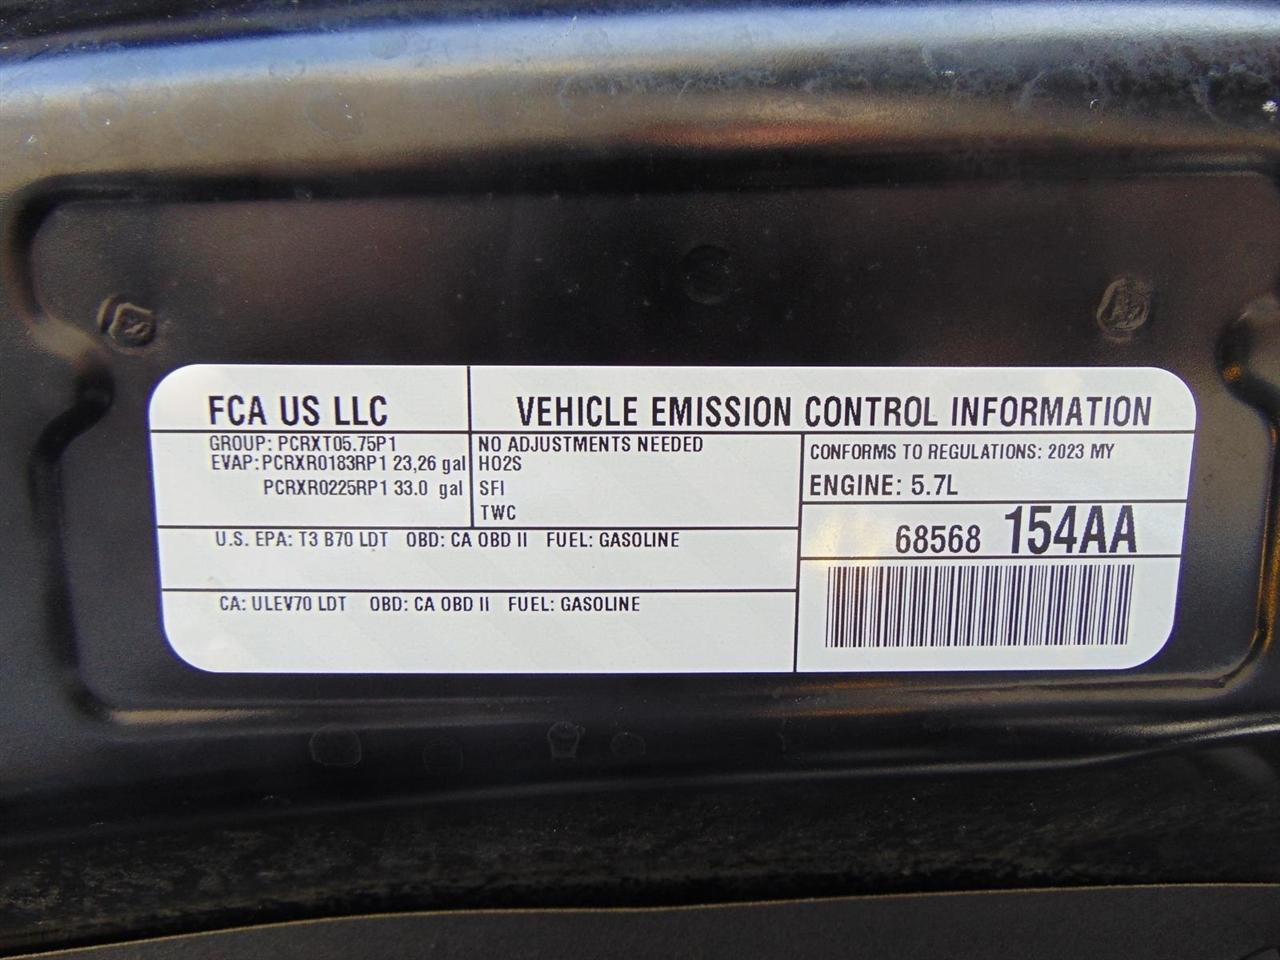 FCA US LLC
VEHICLE EMISSION CONTROL INFORMATION
GROUP: PCRXT05.75P1
EVAP:PCRXR0183RP1 23,26 gal
PCRXR0225RP1 33.0 gal
NO ADJUSTMENTS NEEDED
HO2S
SFI
TWC
CONFORMS TO REGULATIONS: 2023 MY
ENGINE: 5.7L
68568 154AA
U.S. EPA: T3 B70 LDT OBD: CA OBD II FUEL: GASOLINE
CA: ULEV70 LDT OBD: CA OBD II FUEL: GASOLINE